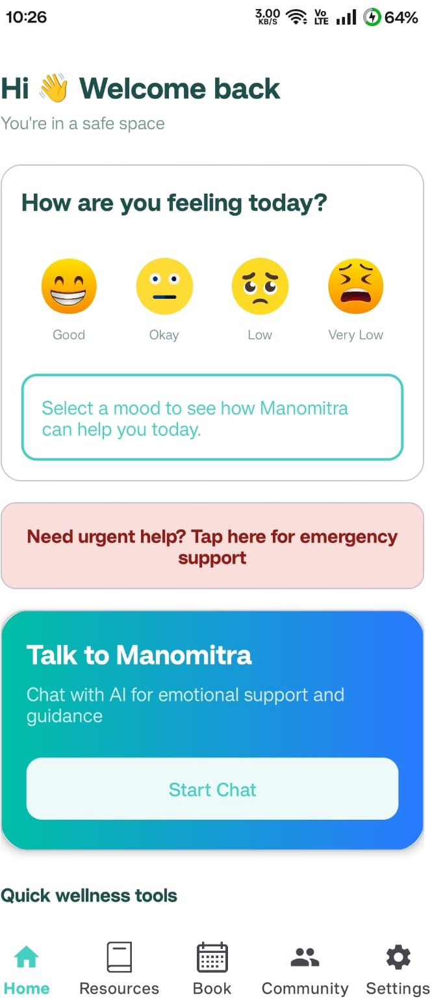 10:26
3.00
KB/S
Vo
LTE
64%
Hi 👋 Welcome back
You're in a safe space
How are you feeling today?
Good Okay Low Very Low
Select a mood to see how Manomitra
can help you today.
Need urgent help? Tap here for emergency
support
Talk to Manomitra
Chat with AI for emotional support and
guidance
Start Chat
Quick wellness tools
Home Resources Book Community Settings